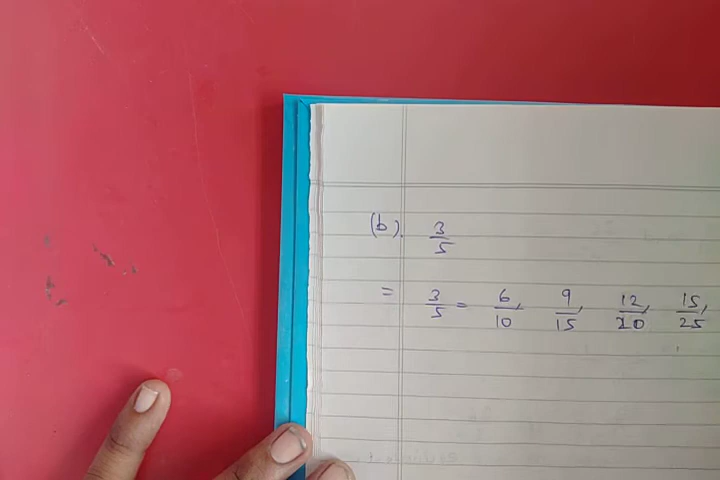 (b). 3/5
= 3/5 = 6/10, 9/15, 12/20, 15/25,